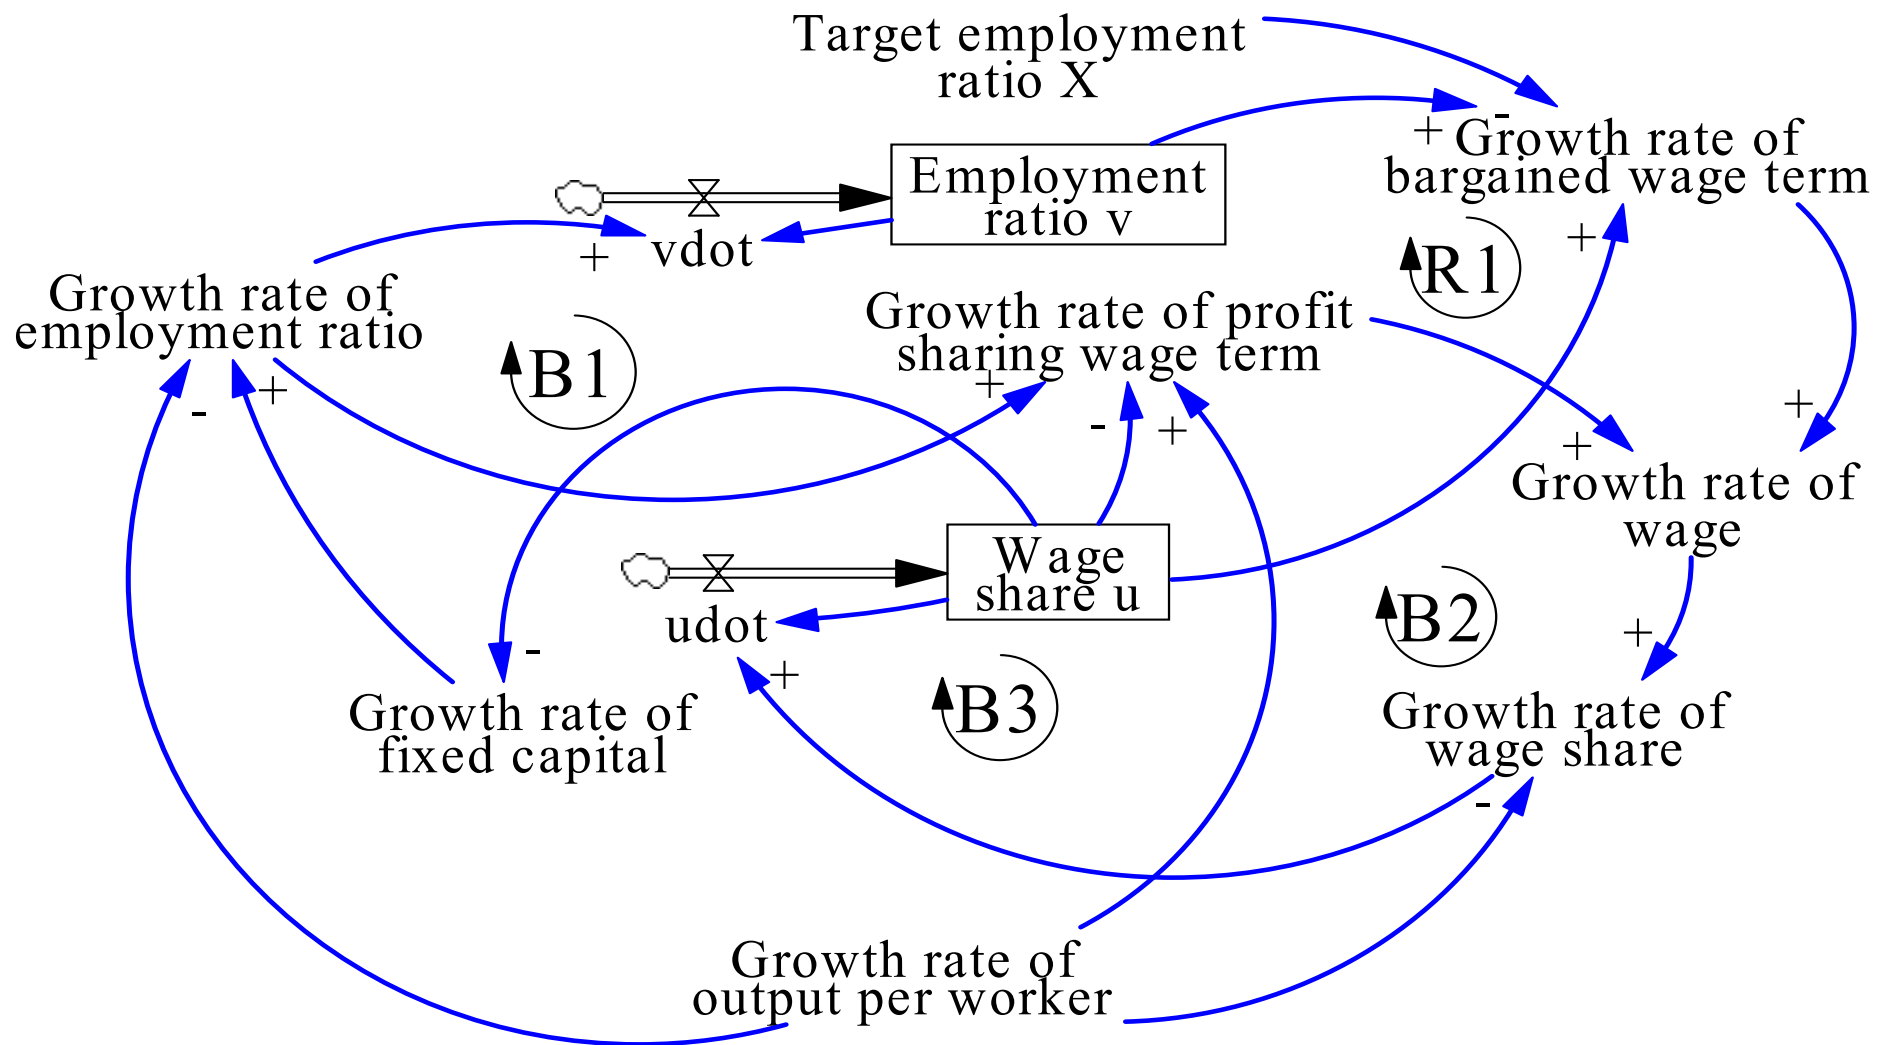 Target employment
ratio X
+
-
Growth rate of
bargained wage term
Employment
ratio v
+
vdot
+
R1
Growth rate of
employment ratio
Growth rate of profit
sharing wage term
B1
-
+
+
-
+
+
+
Growth rate of
wage
Wage
share u
udot
B2
+
-
+
B3
Growth rate of
fixed capital
Growth rate of
wage share
-
Growth rate of
output per worker